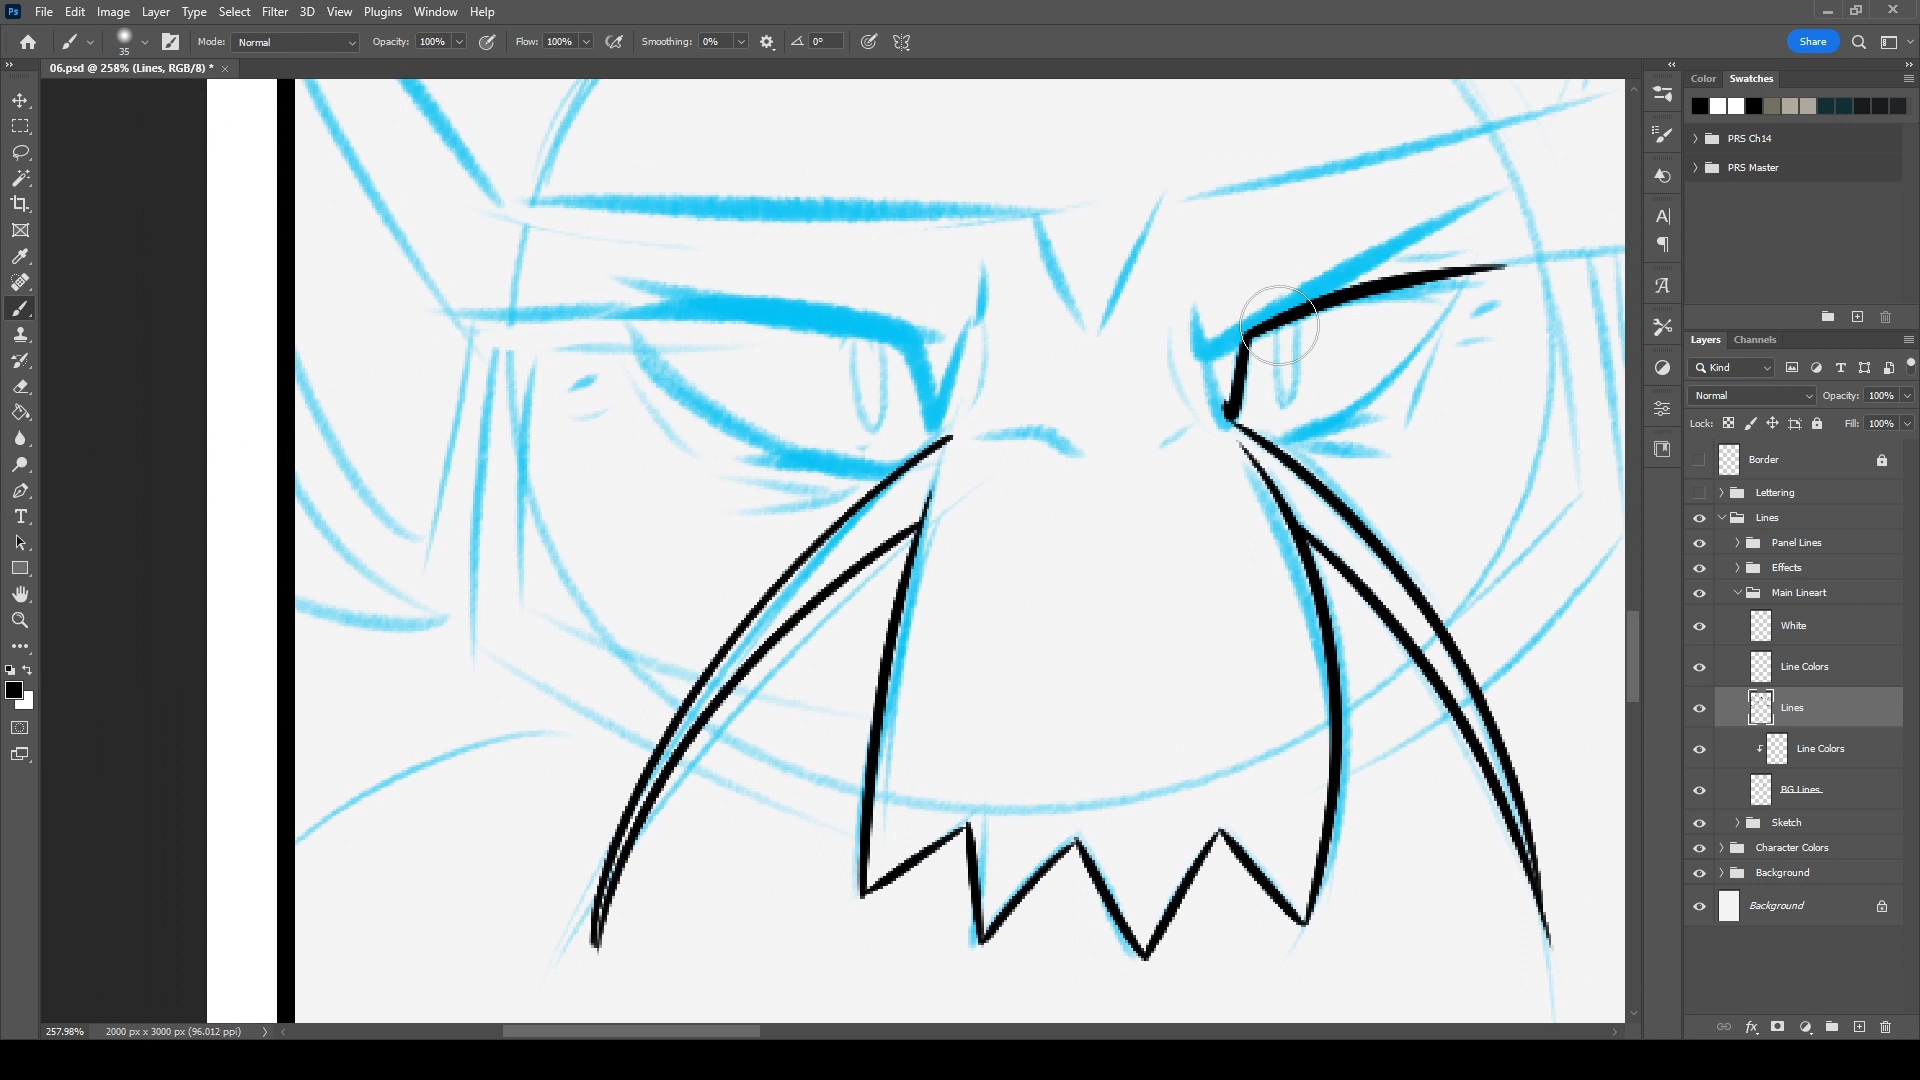 Ps File Edit Image Layer Type Select Filter 3D View Plugins Window Help
35 Mode: Normal Opacity: 100% Flow: 100% Smoothing: 0% 0° Share
06.psd @ 258% (Lines, RGB/8) *
Color Swatches
PRS Ch14
PRS Master
Layers Channels
Kind
Normal Opacity: 100%
Lock: Fill: 100%
Border
Lettering
Lines
Panel Lines
Effects
Main Lineart
White
Line Colors
Lines
Line Colors
BG Lines
Sketch
Character Colors
Background
Background
257.98% 2000 px x 3000 px (96.012 ppi)